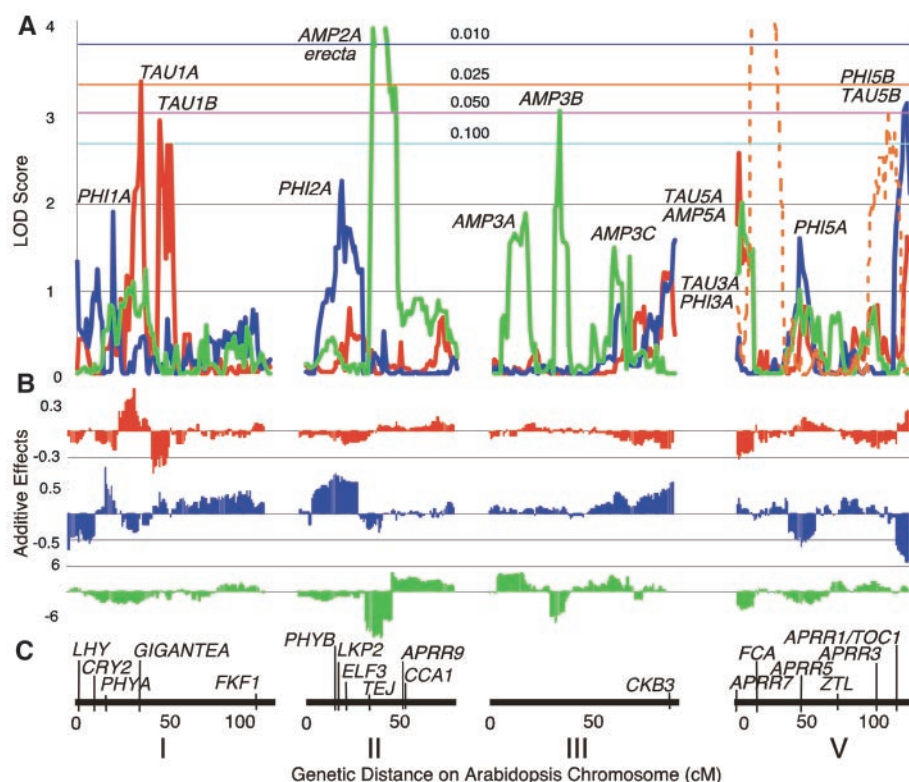 A
4
3
2
1
0
LOD Score
0.010
0.025
0.050
0.100
PHI1A
TAU1A
TAU1B
AMP2A
erecta
PHI2A
AMP3A
AMP3B
AMP3C
TAU5A
AMP5A
TAU3A
PHI3A
PHI5A
PHI5B
TAU5B
B
Additive Effects
0.3
-0.3
0.5
-0.5
6
-6
C
LHY
CRY2
PHYA
GIGANTEA
FKF1
PHYB
LKP2
ELF3
TEJ
APRR9
CCA1
CKB3
APRR1/TOC1
FCA
APRR3
APRR5
APRR7
ZTL
0 50 100
0 50
0 50
0 50 100
I II III V
Genetic Distance on Arabidopsis Chromosome (cM)